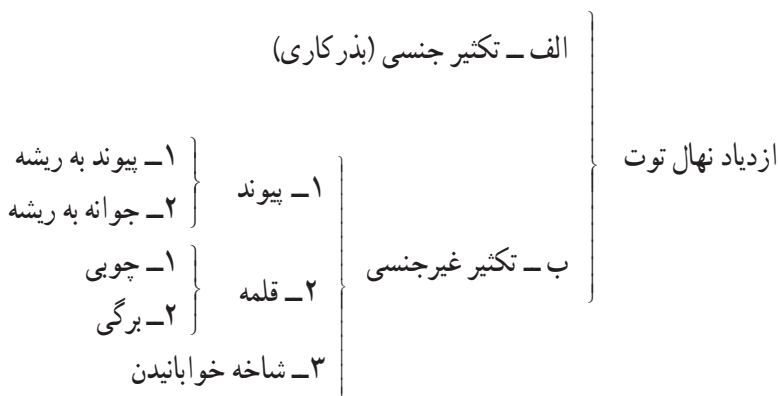 الف ــ تکثیر جنسی (بذرکاری)
ازدیاد نهال توت
ب ــ تکثیر غیرجنسی
۱ــ پیوند
۱ــ پیوند به ریشه
۲ــ جوانه به ریشه
۲ــ قلمه
۱ــ چوبی
۲ــ برگی
۳ــ شاخه خوابانیدن